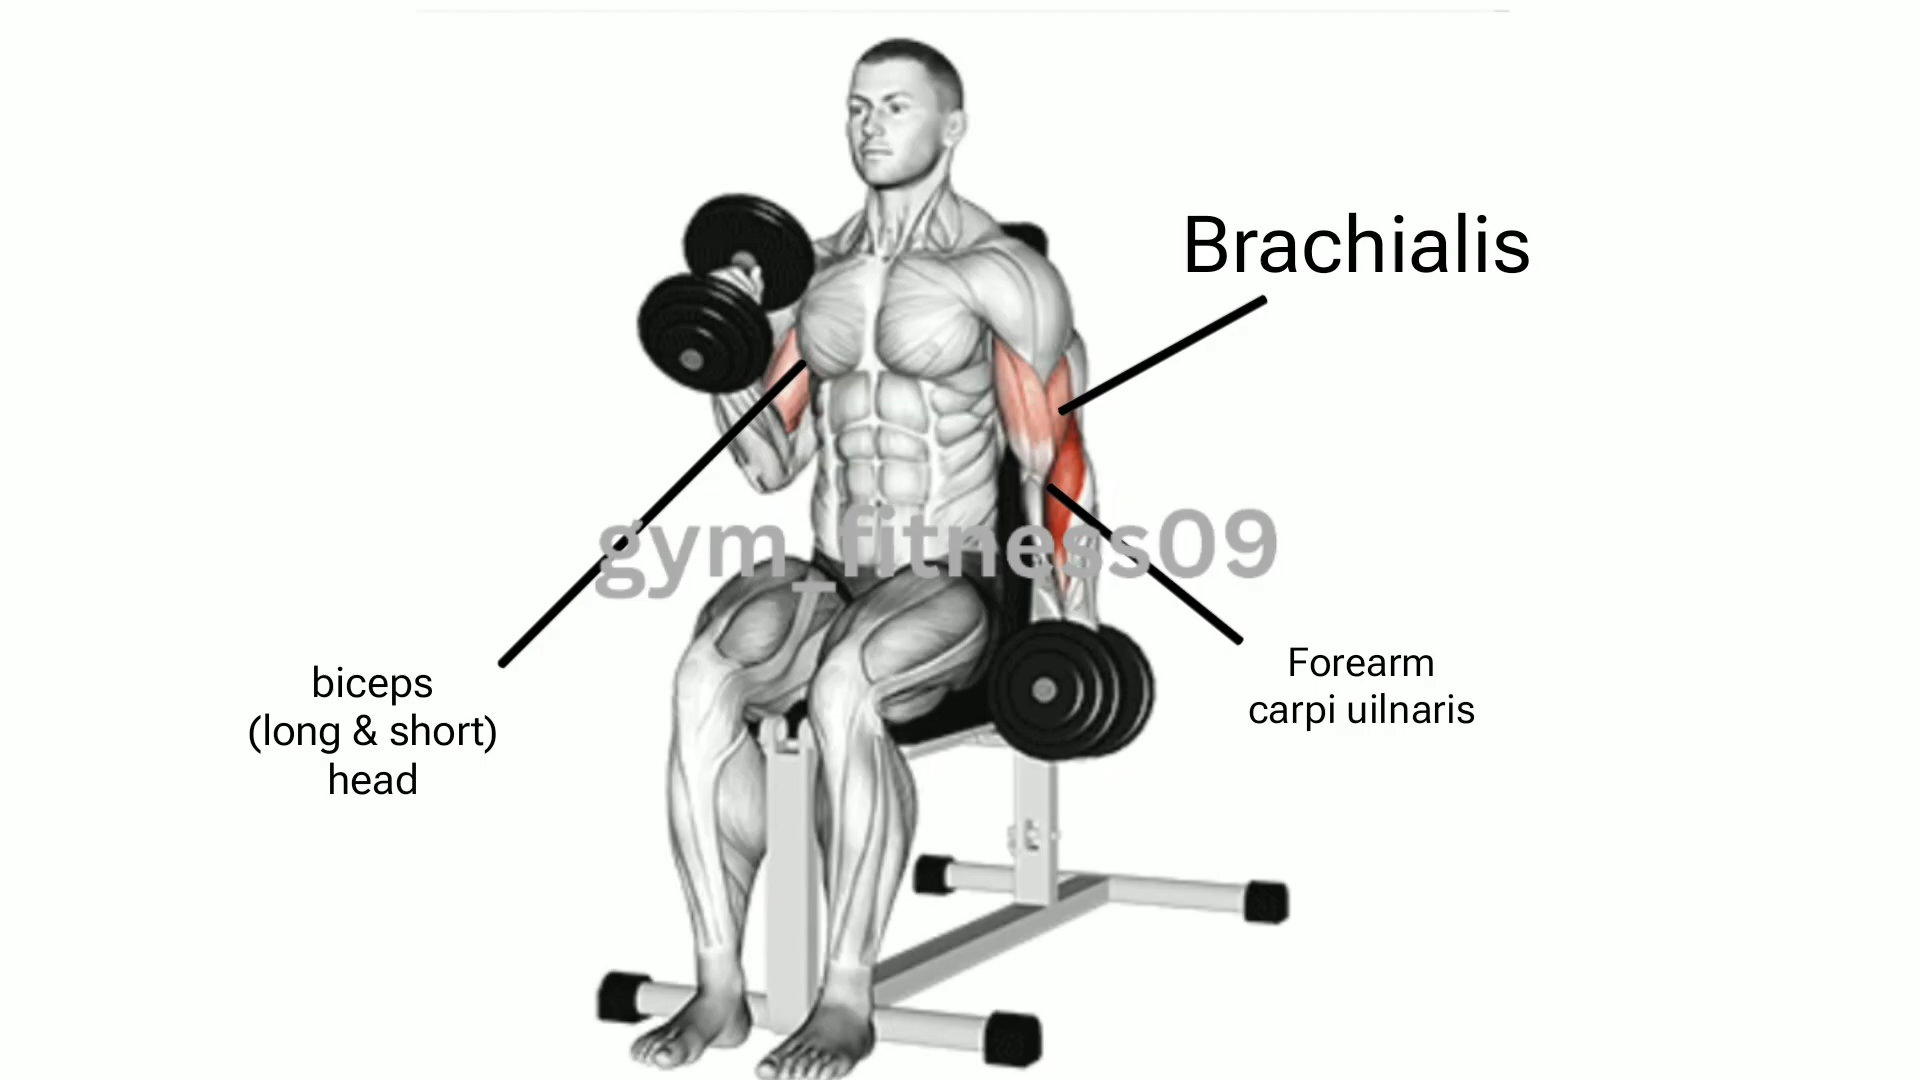 Brachialis
gym_fitness09
biceps
(long & short)
head
Forearm
carpi uilnaris